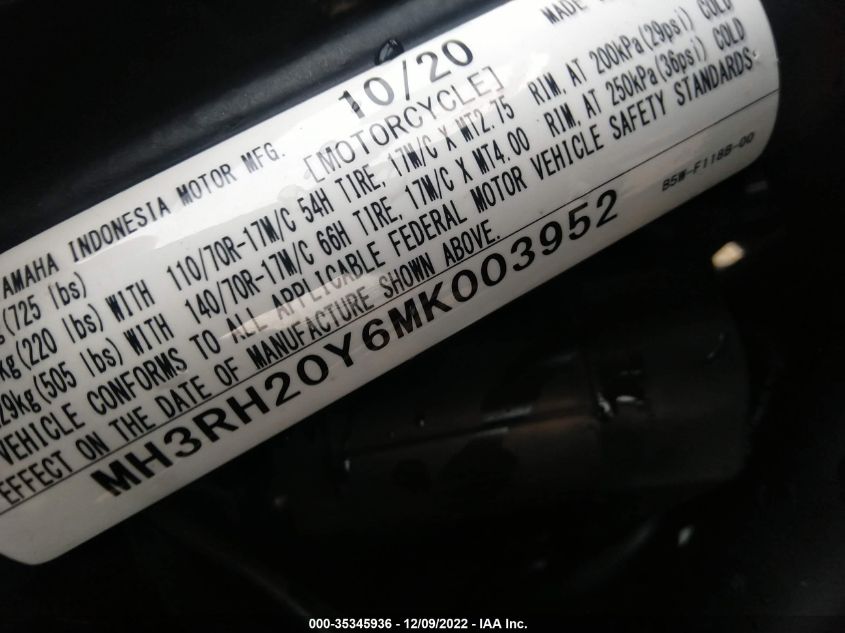 10/20 MADE
[MOTORCYCLE]
AMAHA INDONESIA MOTOR MFG.
(725 lbs)
kg(220 lbs) WITH 110/70R-17M/C 54H TIRE, 17M/C X MT2.75 RIM, AT 200kPa(29psi) COLD
29kg(505 lbs) WITH 140/70R-17M/C 66H TIRE, 17M/C X MT4.00 RIM, AT 250kPa(36psi) COLD
VEHICLE CONFORMS TO ALL APPLICABLE FEDERAL MOTOR VEHICLE SAFETY STANDARDS
EFFECT ON THE DATE OF MANUFACTURE SHOWN ABOVE.
B5W-F118B-00
MH3RH20Y6MK003952
000-35345936 - 12/09/2022 - IAA Inc.